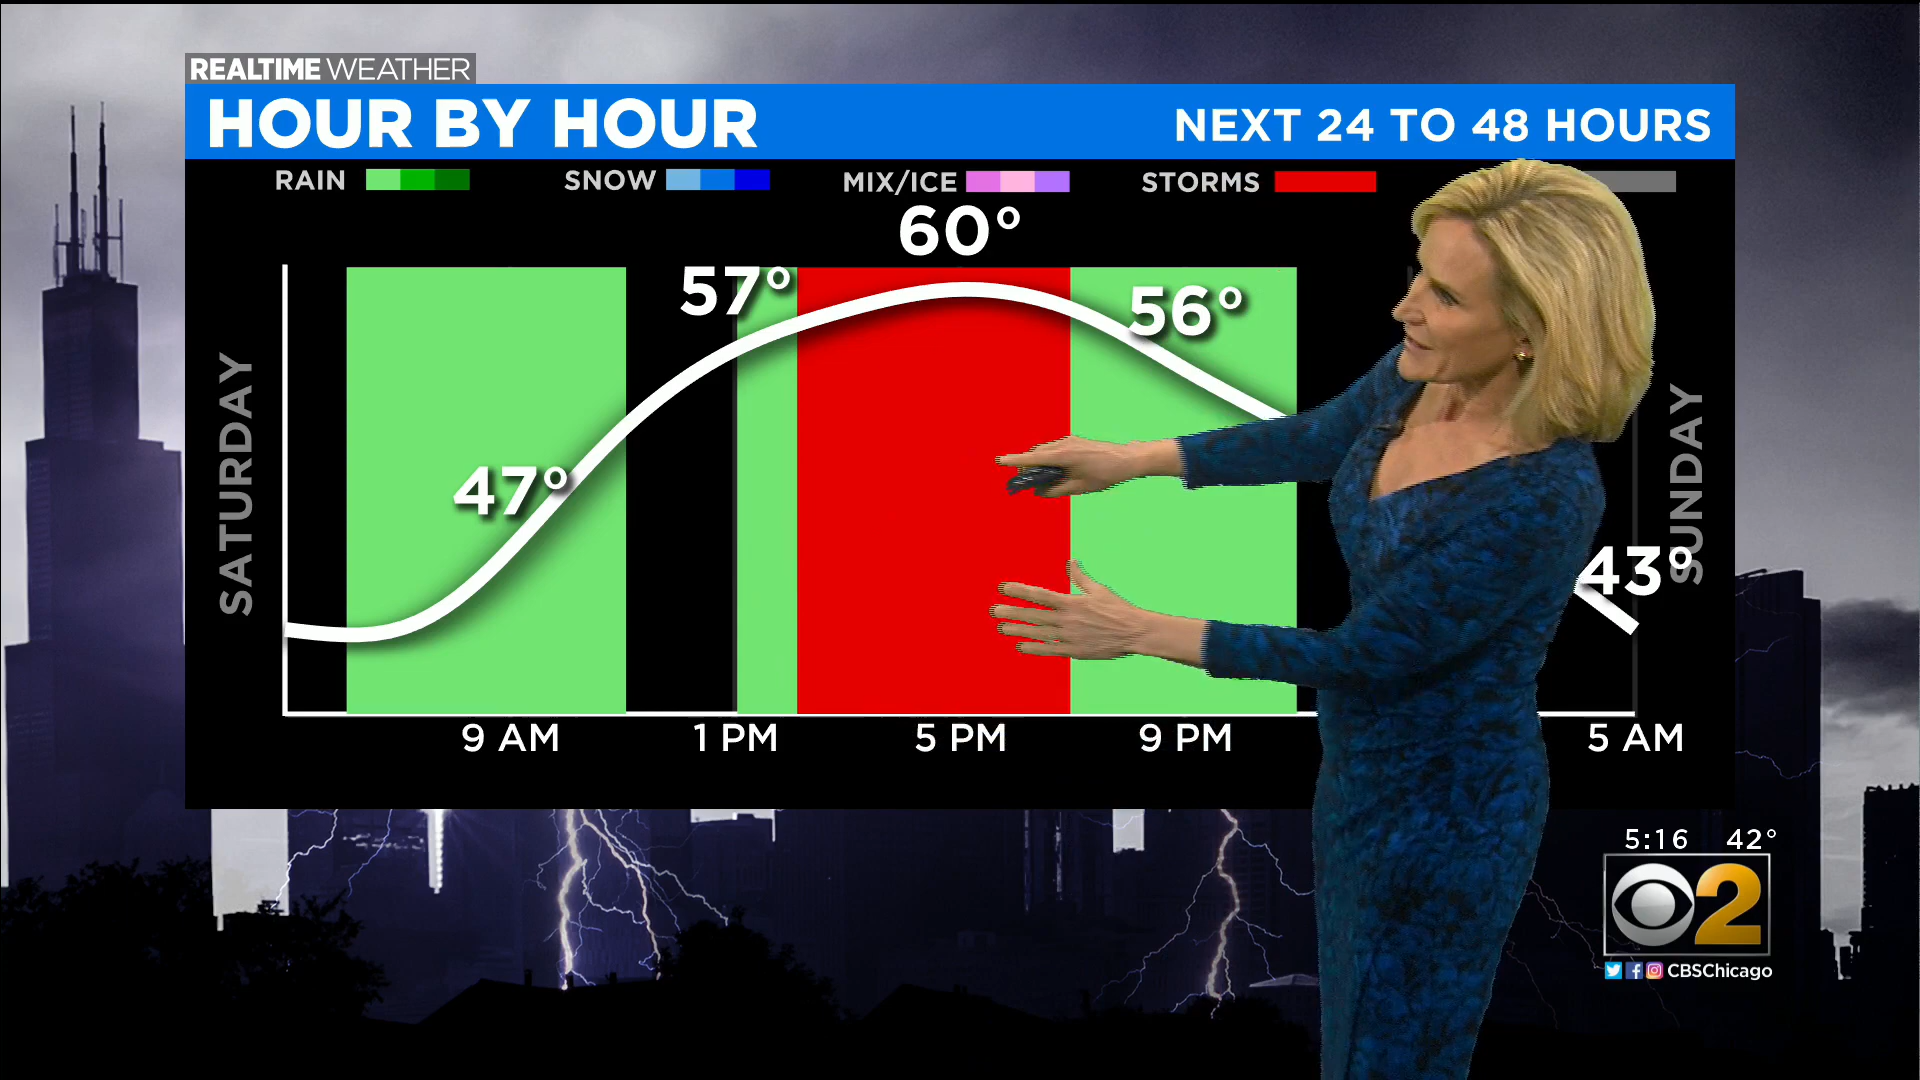 REALTIME WEATHER
HOUR BY HOUR
NEXT 24 TO 48 HOURS
RAIN
SNOW
MIX/ICE
STORMS
60°
57°
56°
47°
43°
SATURDAY
SUNDAY
9 AM
1 PM
5 PM
9 PM
5 AM
5:16 42°
2
CBSChicago